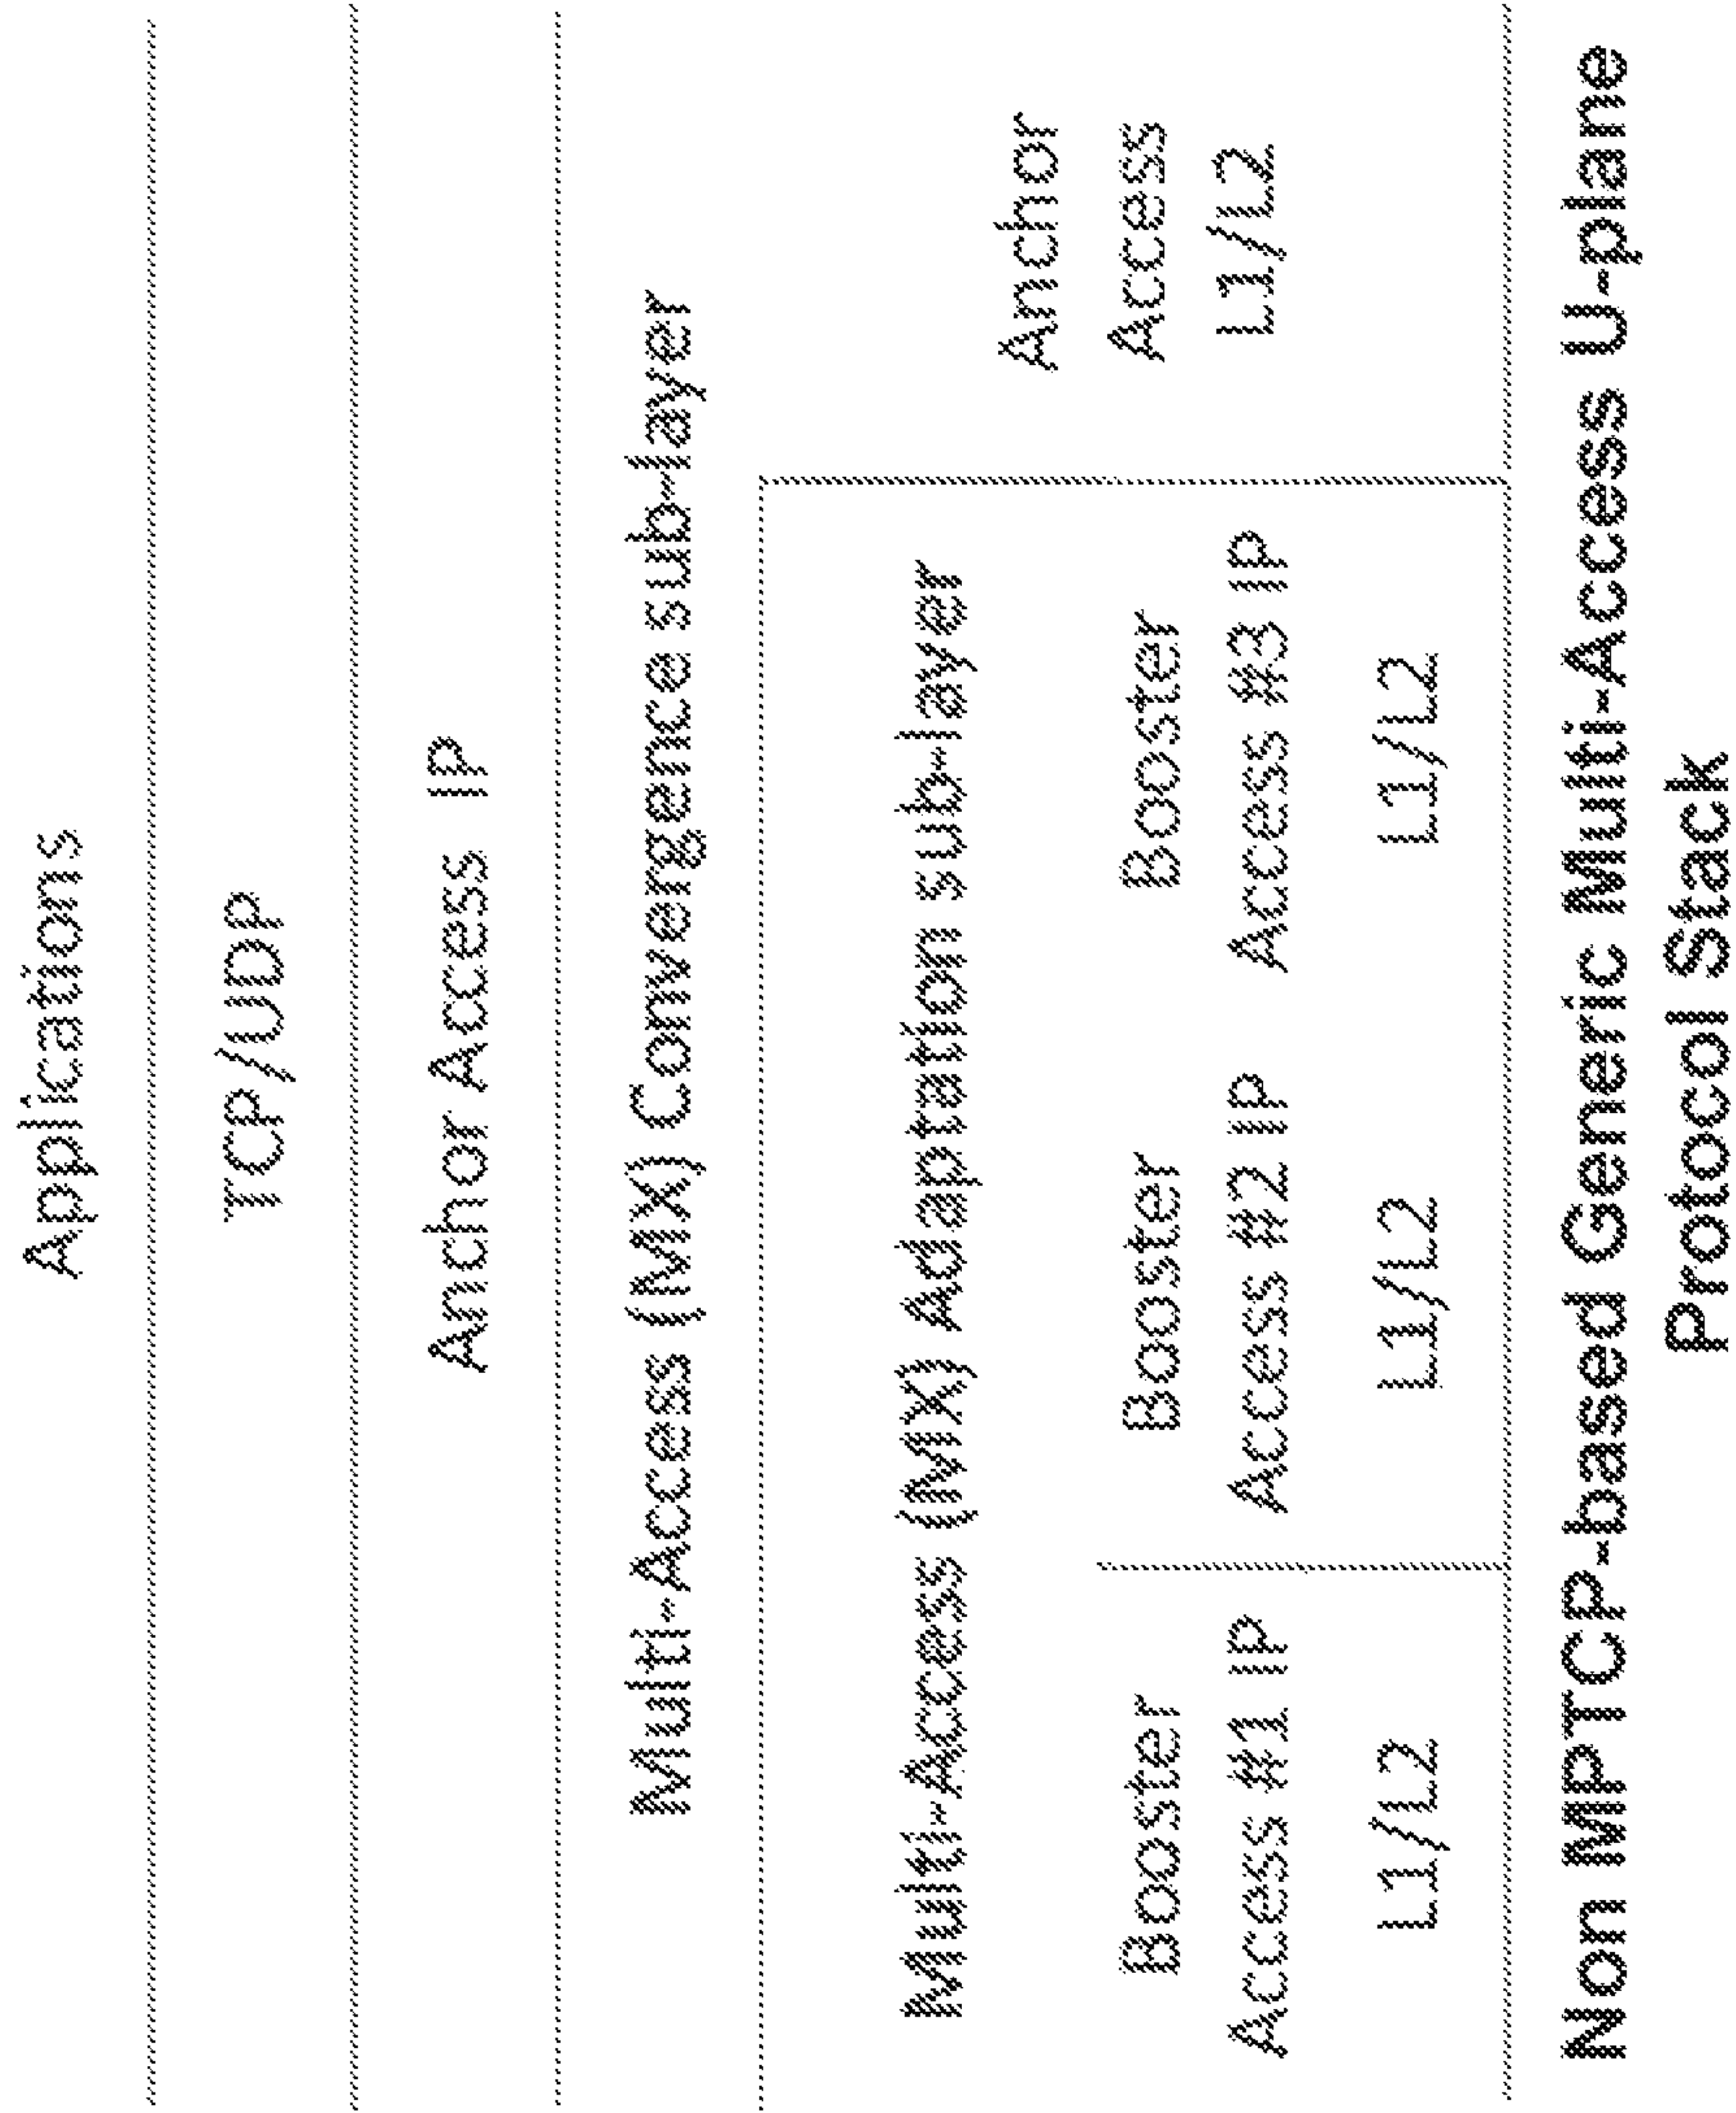 Applications
TCP/UDP
Anchor Access IP
Multi-Access (MX) Convergence sub-layer
Multi-Access (MX) Adaptation sub-layer
Booster
Access #1 IP
L1/L2
Booster
Access #2 IP
L1/L2
Booster
Access #3 IP
L1/L2
Anchor
Access
L1/L2
Non MPTCP-based Generic Multi-Access U-plane
Protocol Stack